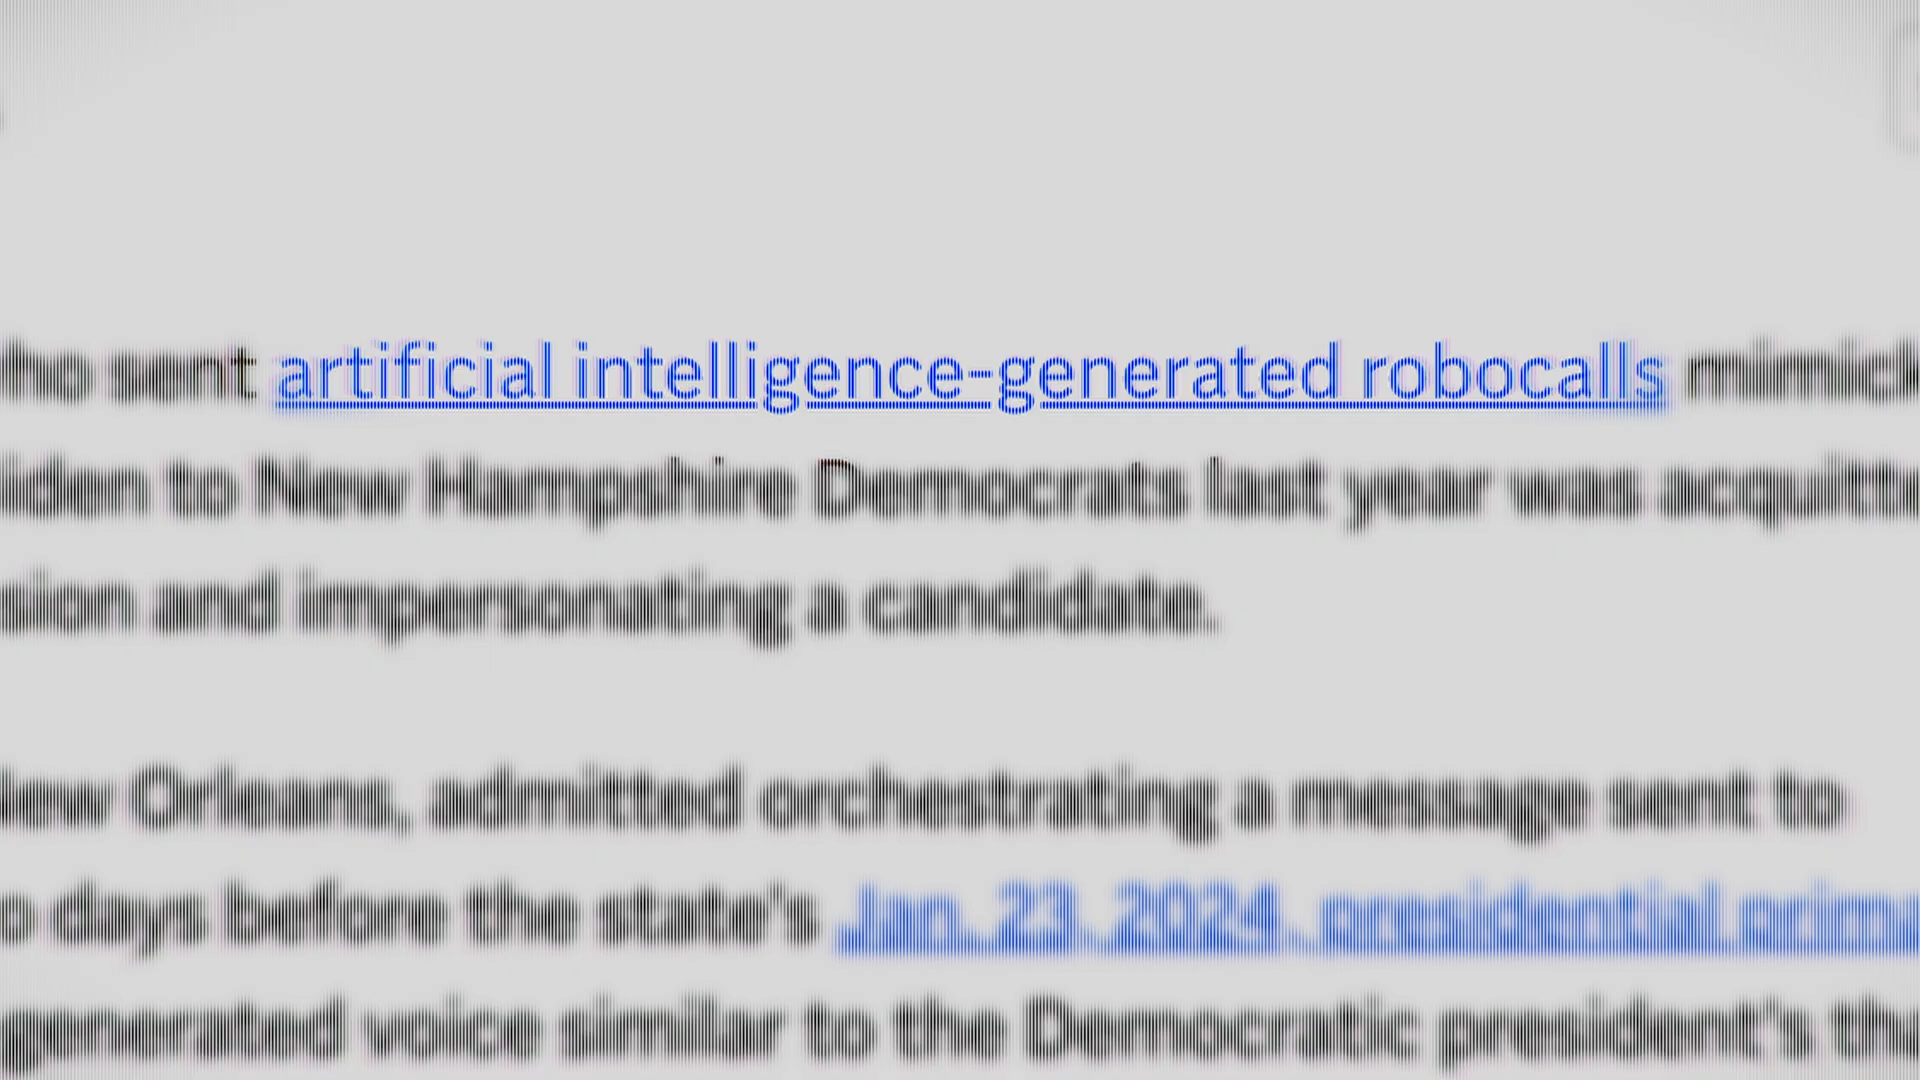 sent artificial intelligence-generated robocalls
to New Hampshire Democrats last year was
and impersonating a candidate.
Orleans, admitted orchestrating a message sent to
days before the state's Jan. 23, 2024, presidential
generated voice similar to the Democratic president's